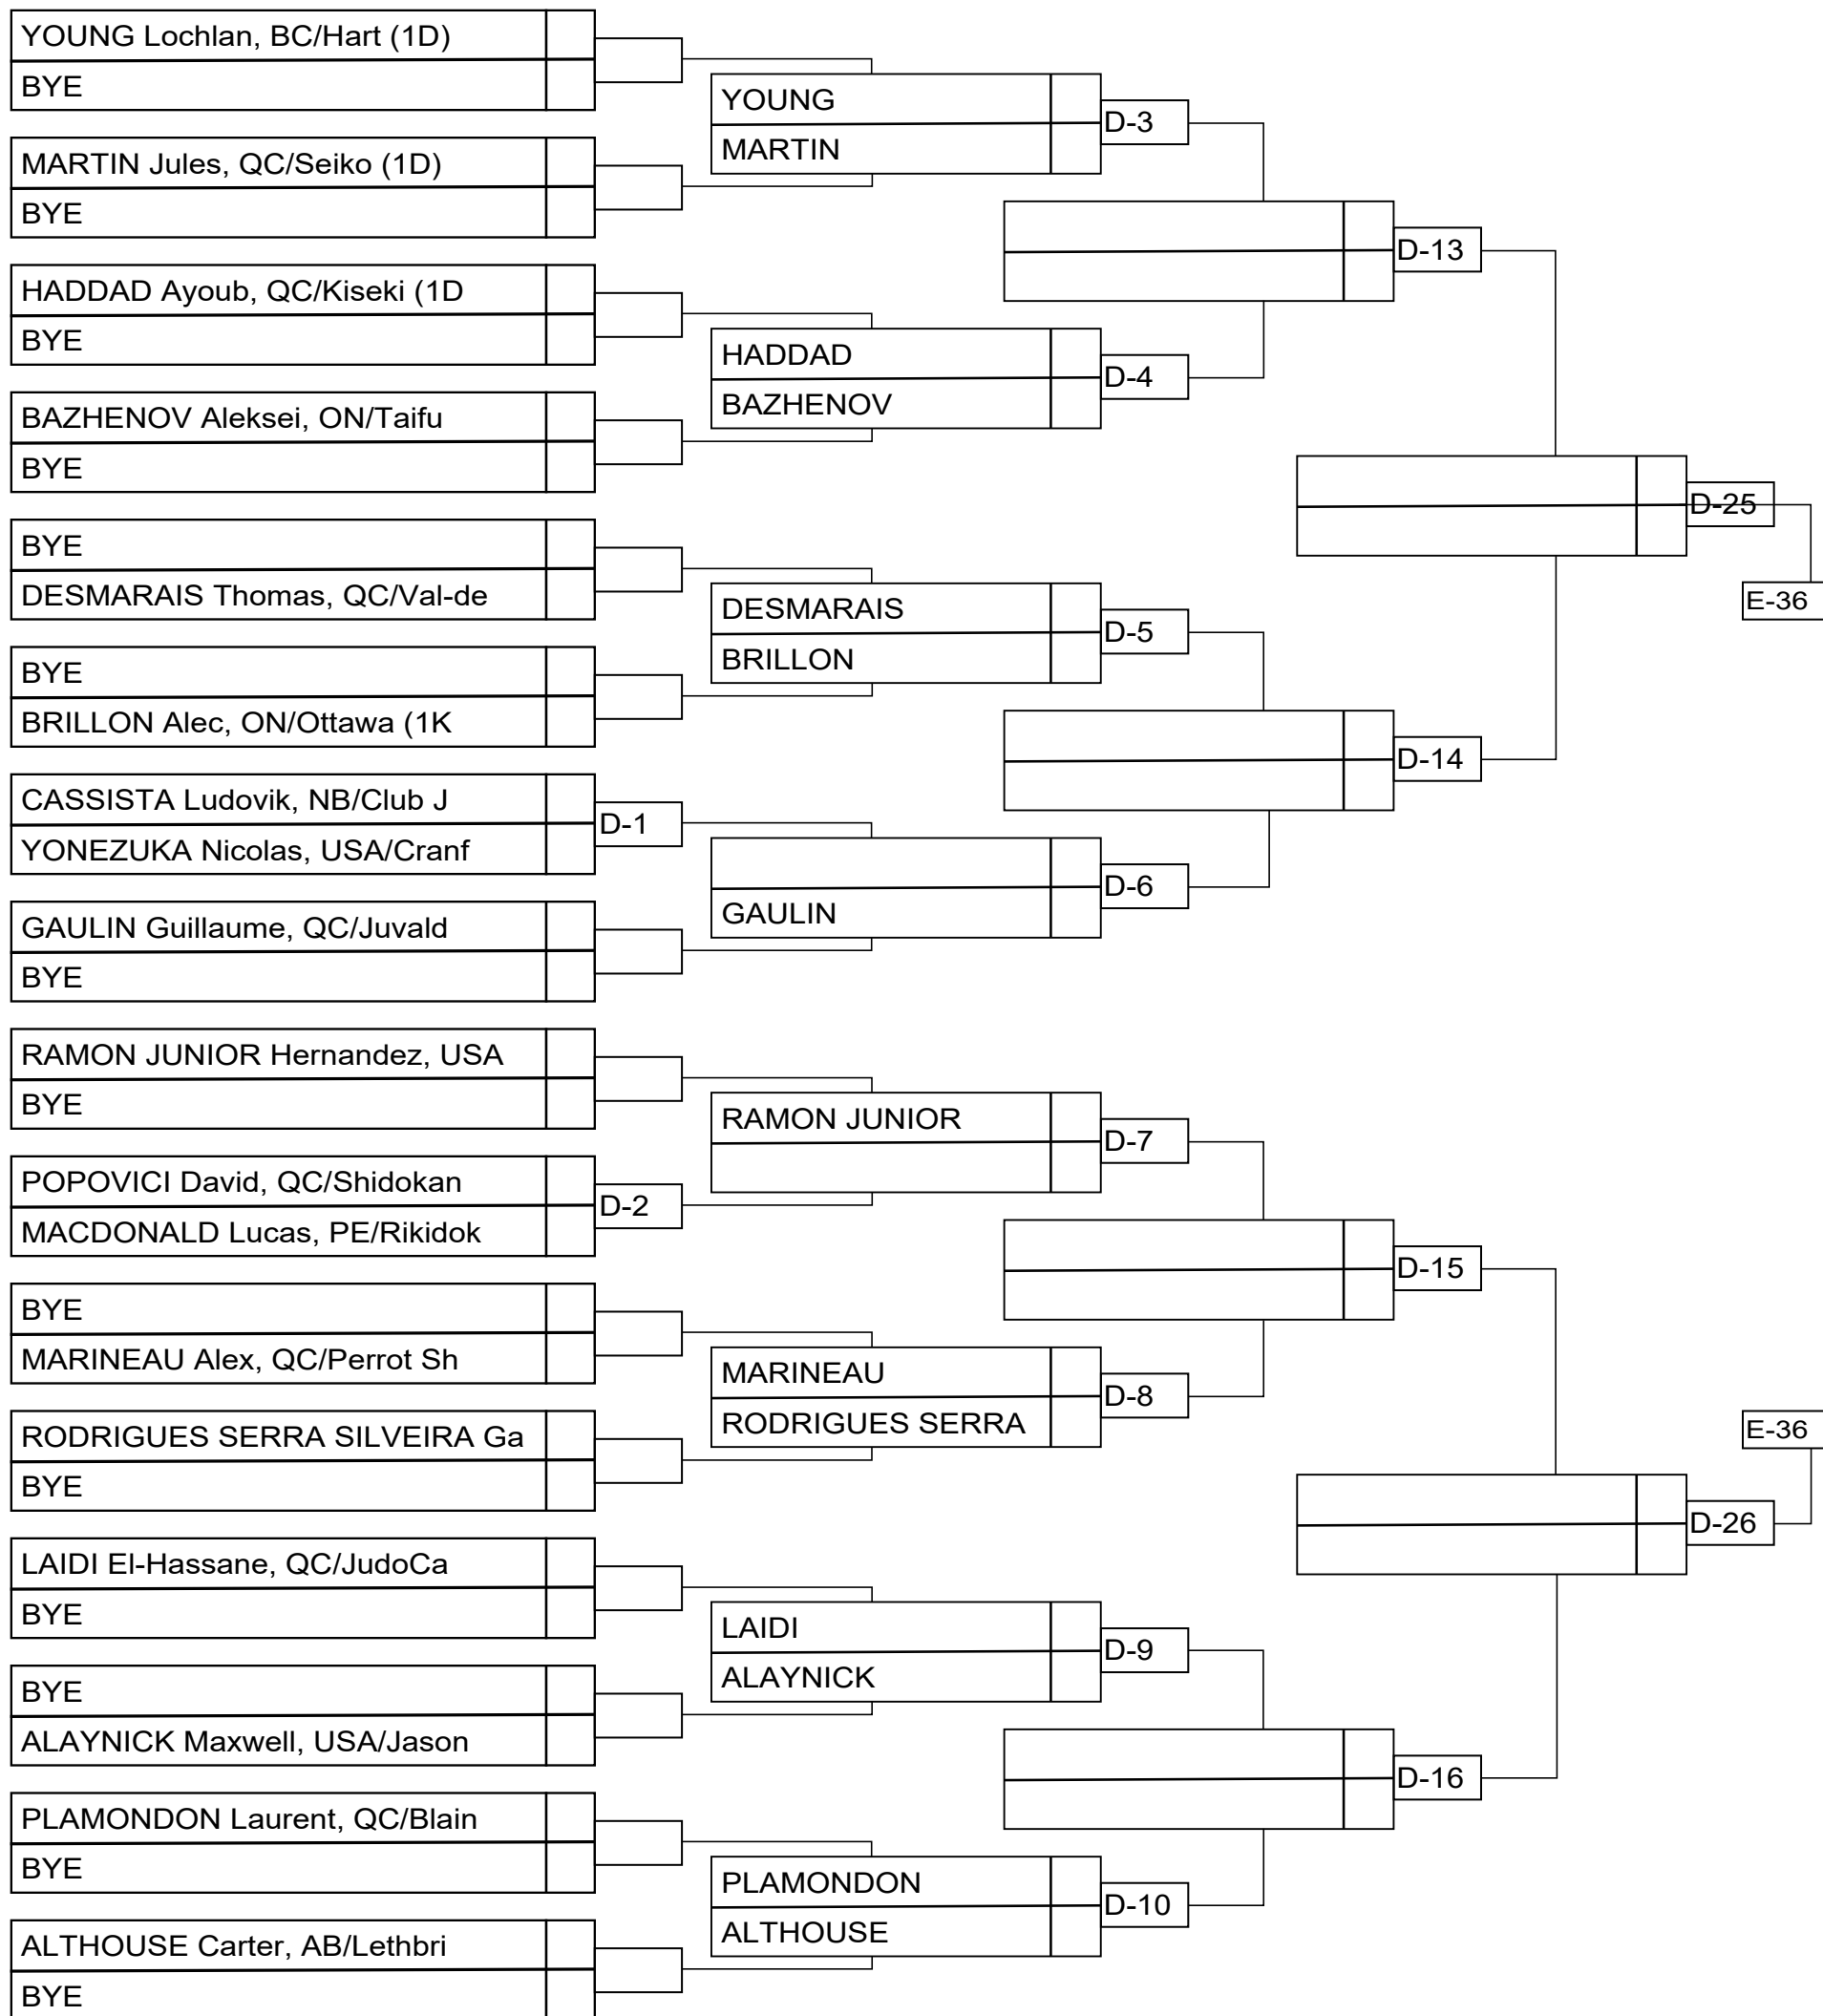 YOUNG Lochlan, BC/Hart (1D)
BYE
MARTIN Jules, QC/Seiko (1D)
BYE
HADDAD Ayoub, QC/Kiseki (1D
BYE
BAZHENOV Aleksei, ON/Taifu
BYE
BYE
DESMARAIS Thomas, QC/Val-de
BYE
BRILLON Alec, ON/Ottawa (1K
CASSISTA Ludovik, NB/Club J
YONEZUKA Nicolas, USA/Cranf
D-1
GAULIN Guillaume, QC/Juvald
BYE
RAMON JUNIOR Hernandez, USA
BYE
POPOVICI David, QC/Shidokan
MACDONALD Lucas, PE/Rikidok
D-2
BYE
MARINEAU Alex, QC/Perrot Sh
RODRIGUES SERRA SILVEIRA Ga
BYE
LAIDI El-Hassane, QC/JudoCa
BYE
BYE
ALAYNICK Maxwell, USA/Jason
PLAMONDON Laurent, QC/Blain
BYE
ALTHOUSE Carter, AB/Lethbri
BYE
YOUNG
MARTIN
D-3
HADDAD
BAZHENOV
D-4
DESMARAIS
BRILLON
D-5
GAULIN
D-6
RAMON JUNIOR
D-7
MARINEAU
RODRIGUES SERRA
D-8
LAIDI
ALAYNICK
D-9
PLAMONDON
ALTHOUSE
D-10
D-13
D-14
D-15
D-16
D-25
E-36
E-36
D-26